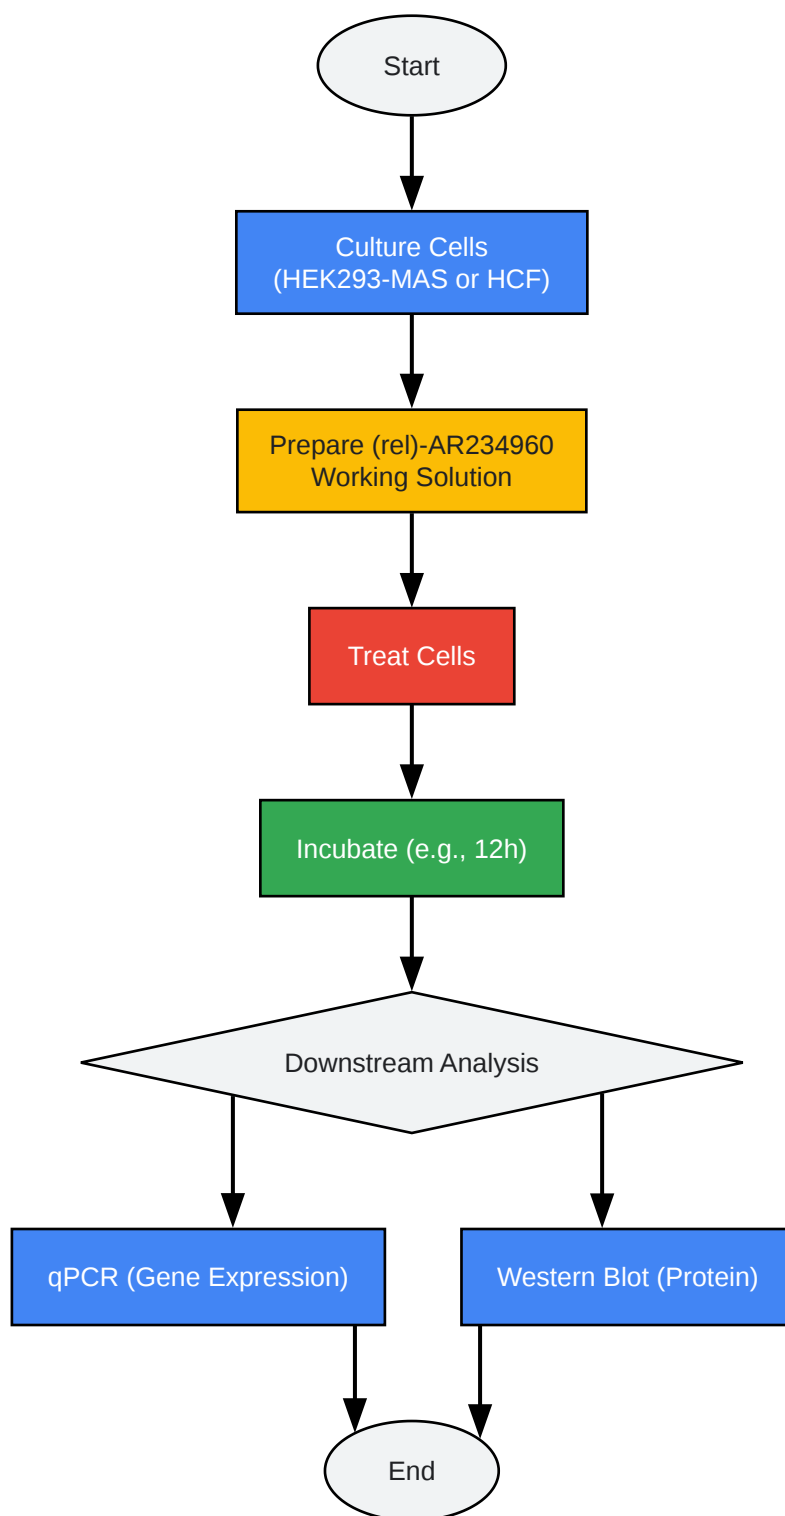 Start
Culture Cells
(HEK293-MAS or HCF)
Prepare (rel)-AR234960
Working Solution
Treat Cells
Incubate (e.g., 12h)
Downstream Analysis
qPCR (Gene Expression)
Western Blot (Protein)
End